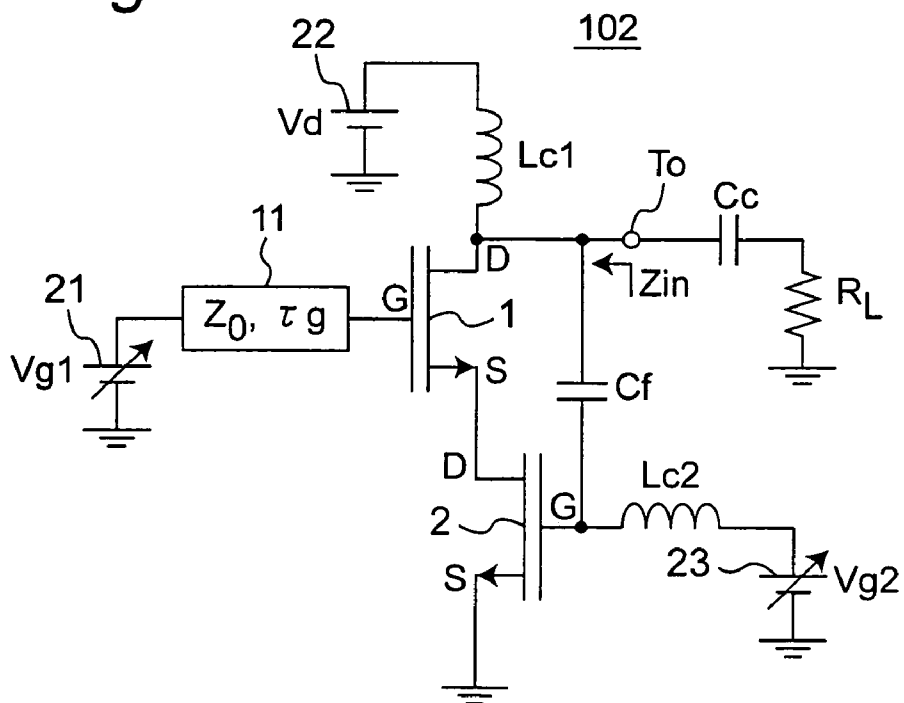 g
102
22
Vd
Lc1
To
Cc
11
D
Zin
RL
21
G
Z0, τg
1
Vg1
S
Cf
D
Lc2
2
G
23
Vg2
S